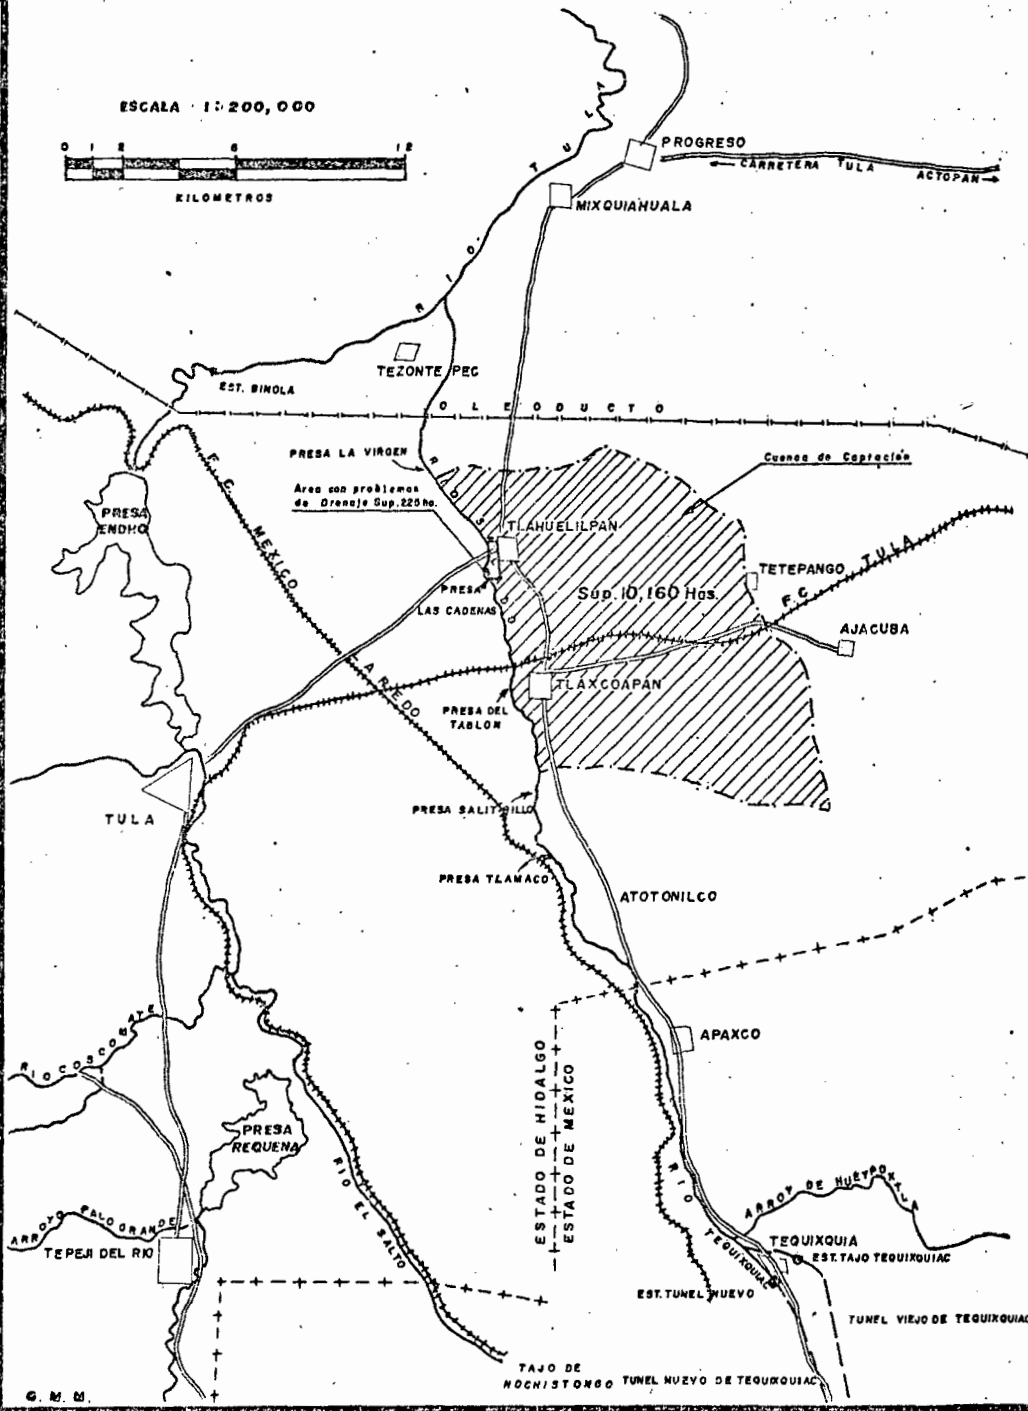 ESCALA 1:200,000
0 1 2 6 12
KILOMETROS
RIO TULA
PROGRESO
CARRETERA TULA
ACTOPAN
MIXQUIAHUALA
TEZONTEPEC
EST. BINOLA
OLEODUCTO
PRESA LA VIRGEN
Cuenca de Captación
Area con problemas
de Drenaje Sup. 225 ha.
RIO SALADO
F.C. MEXICO
LAREDO
PRESA
ENDHO
TLAHUELILPAN
TETEPANGO
F.C. TULA
PRESA
LAS CADENAS
Sup. 10,160 Has.
AJACUBA
TLAXCOAPAN
PRESA DEL
TABLON
TULA
PRESA SALITRILLO
PRESA TLAMACO
ATOTONILCO
APAXCO
RIO COSCOMATE
ESTADO DE HIDALGO
ESTADO DE MEXICO
PRESA
REQUENA
RIO EL SALTO
RIO
TEQUIXQUIAC
ARROY DE HUEYPOXTLA
ARROYO PALO GRANDE
TEPEJI DEL RIO
TEQUIXQUIA
EST. TAJO TEQUIXQUIAC
EST. TUNEL NUEVO
TUNEL VIEJO DE TEQUIXQUIAC
TAJO DE
NOCHISTONGO
TUNEL NUEVO DE TEQUIXQUIAC
G. M. M.